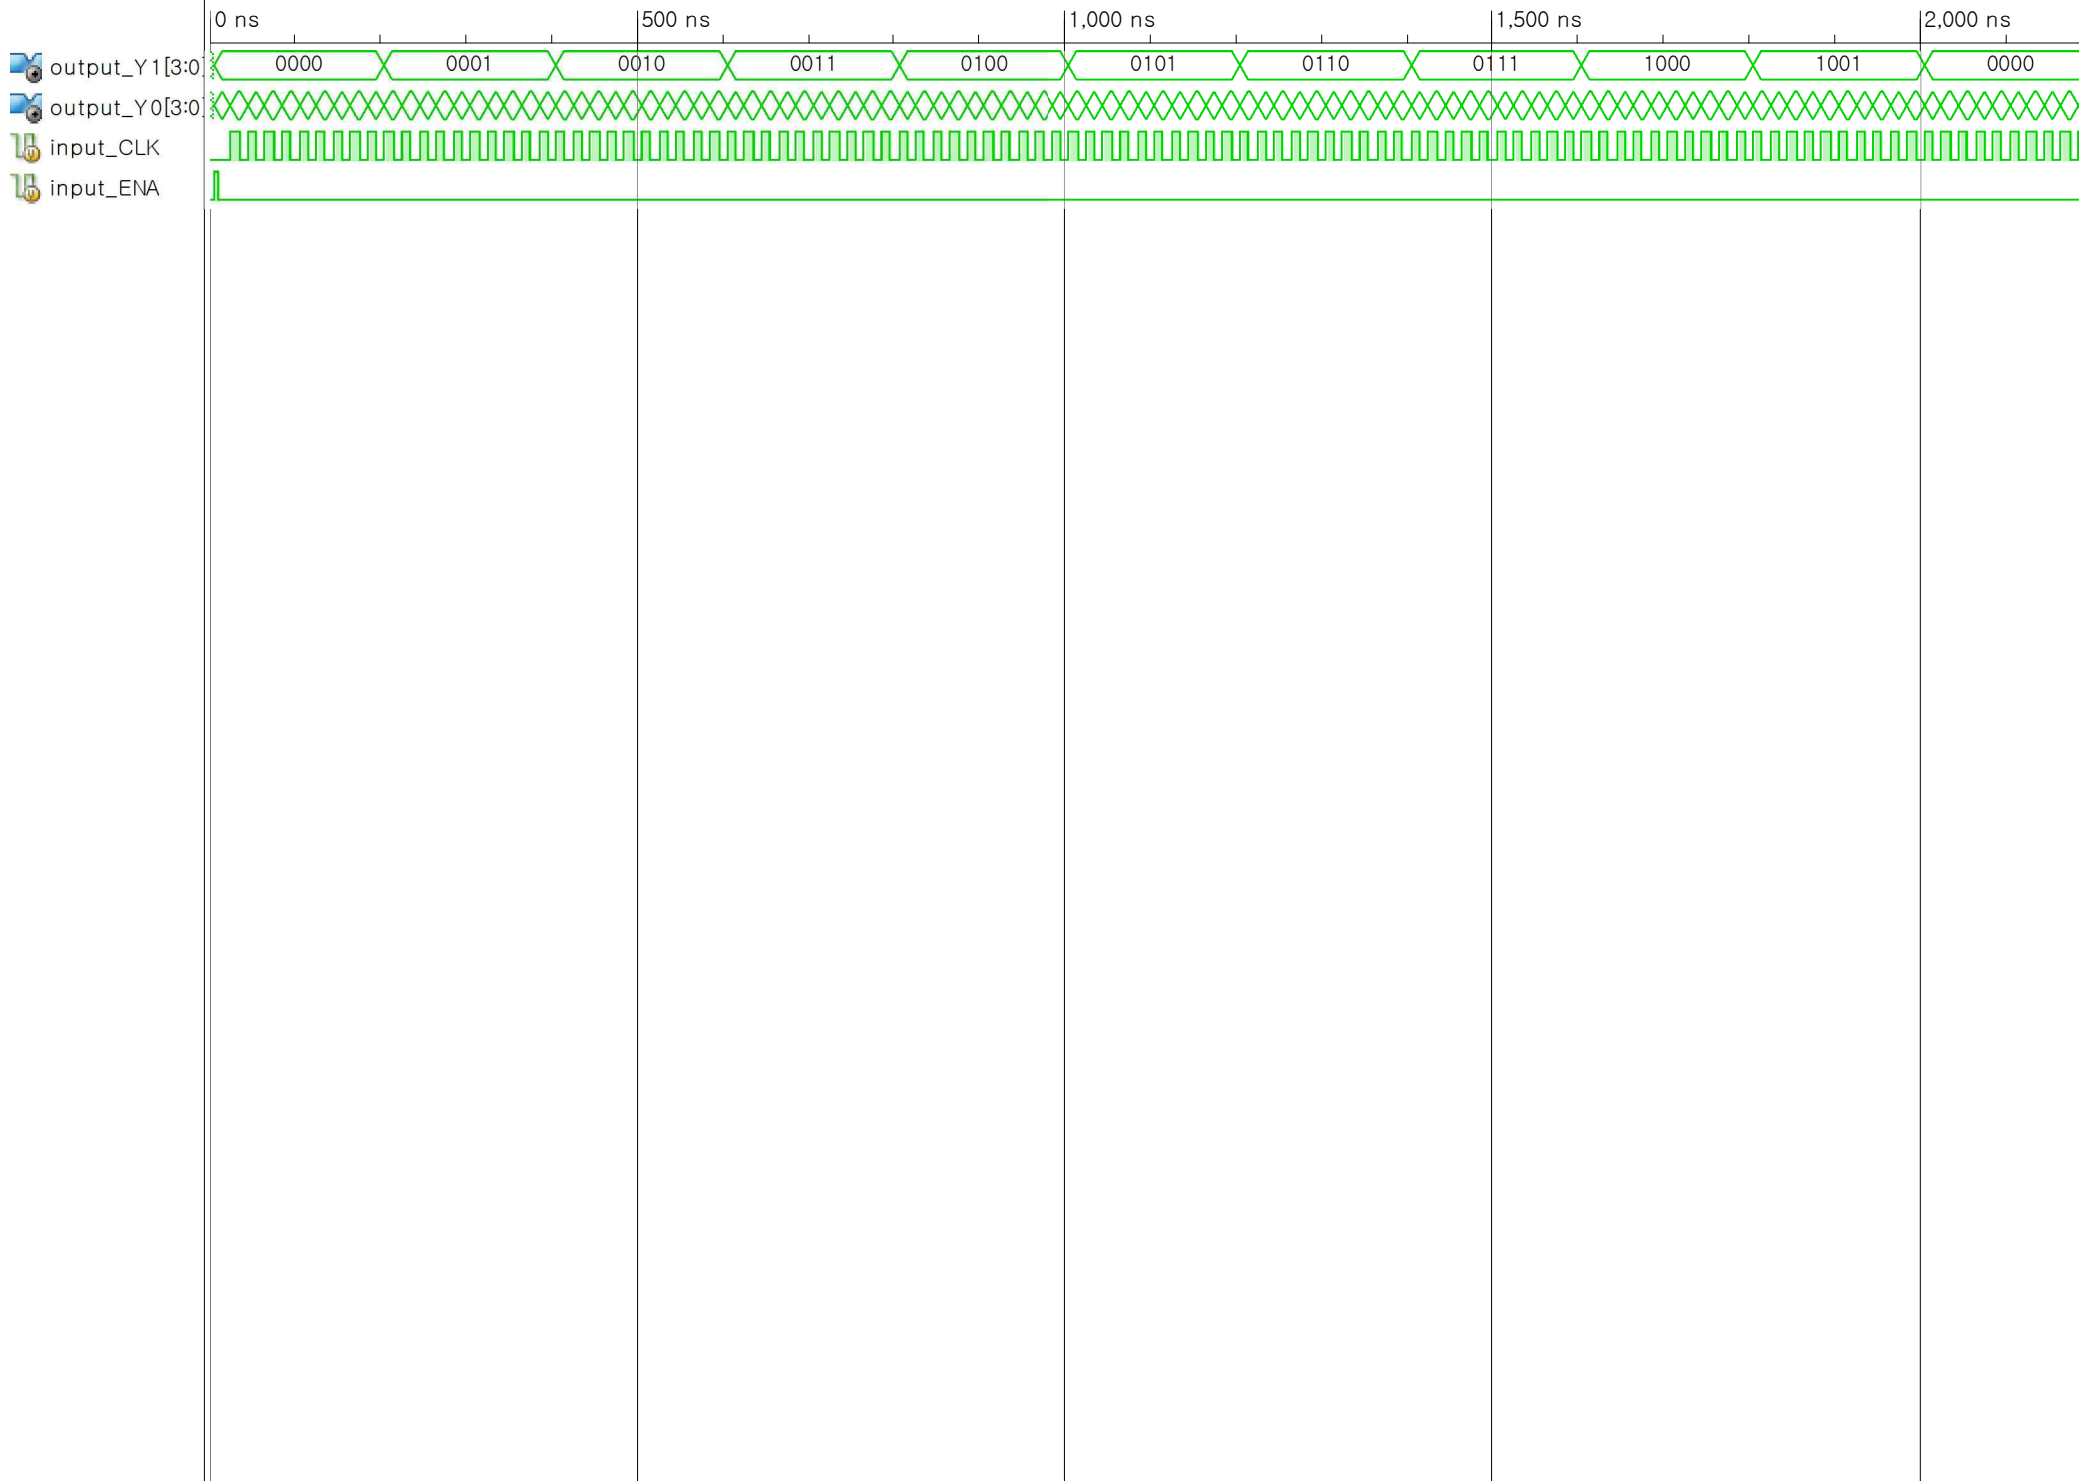 0 ns 500 ns 1,000 ns 1,500 ns 2,000 ns
output_Y1[3:0] 0000 0001 0010 0011 0100 0101 0110 0111 1000 1001 0000
output_Y0[3:0]
input_CLK
input_ENA